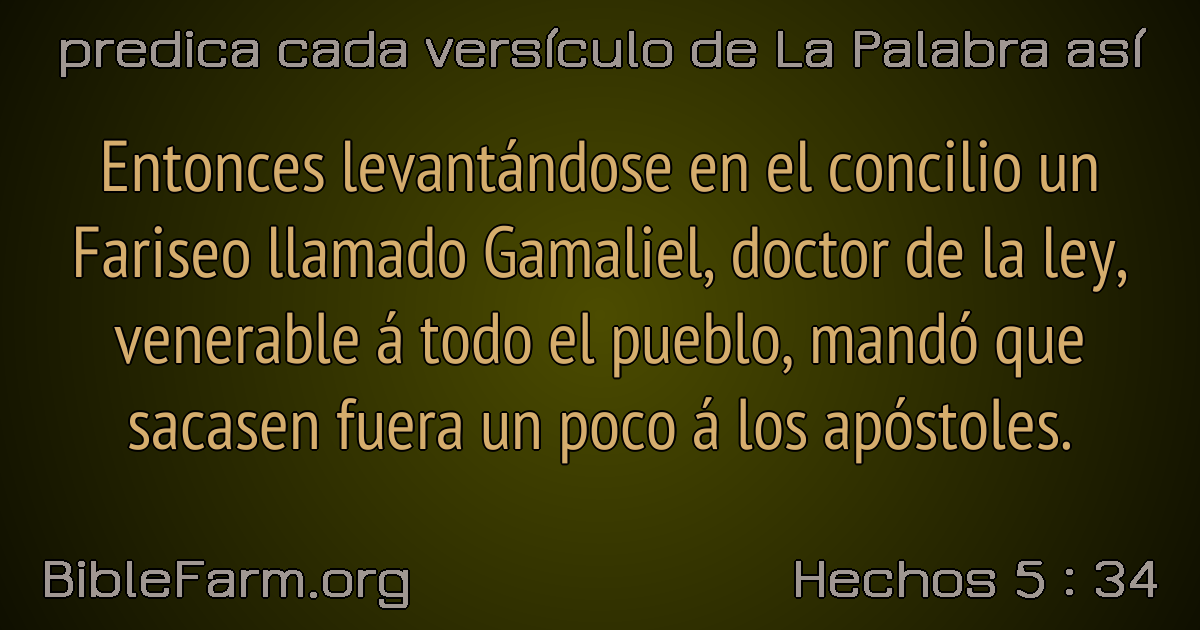 predica cada versículo de La Palabra así
Entonces levantándose en el concilio un
Fariseo llamado Gamaliel, doctor de la ley,
venerable á todo el pueblo, mandó que
sacasen fuera un poco á los apóstoles.
BibleFarm.org
Hechos 5 : 34